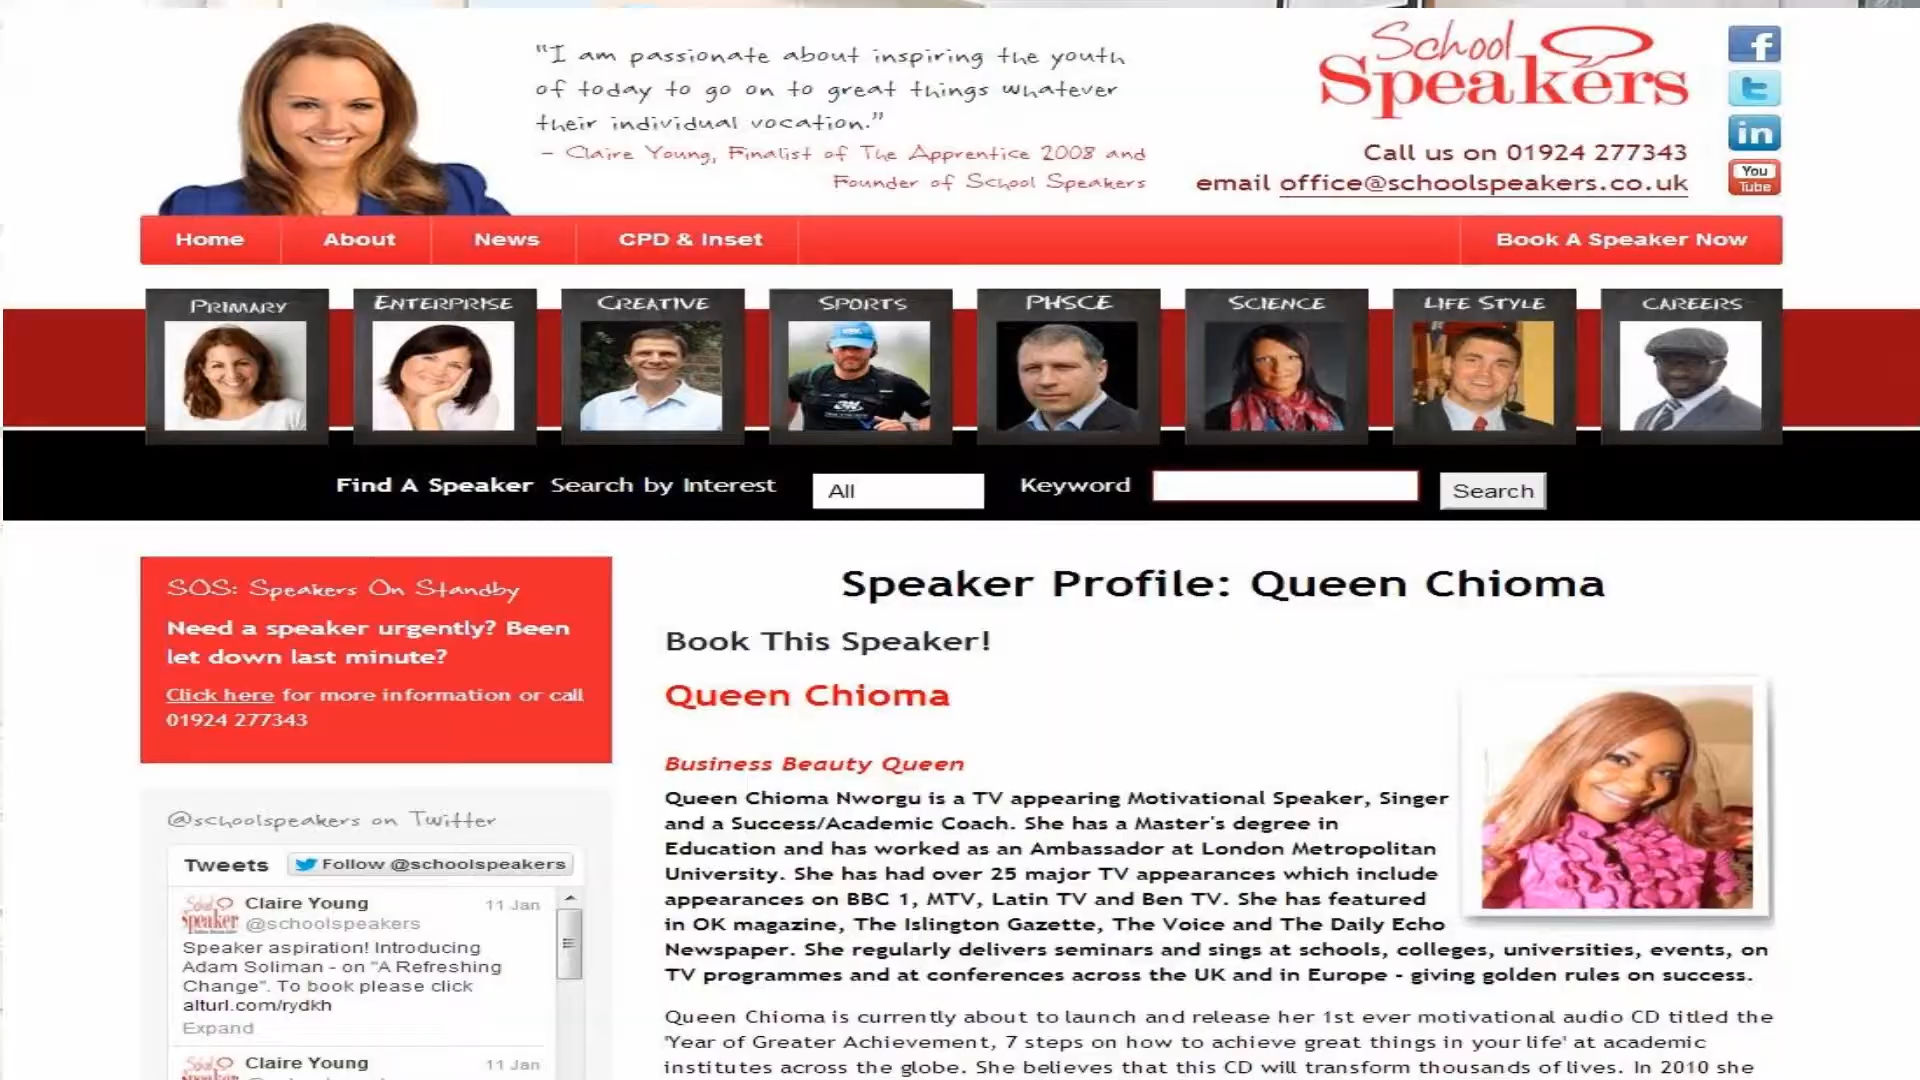 "I am passionate about inspiring the youth
of today to go on to great things whatever
their individual vocation."
- Claire Young, Finalist of The Apprentice 2008 and
Founder of School Speakers
School
Speakers
Call us on 01924 277343
email office@schoolspeakers.co.uk
f
t
in
You
Tube
Home About News CPD & Inset Book A Speaker Now
PRIMARY ENTERPRISE CREATIVE SPORTS PHSCE SCIENCE LIFE STYLE CAREERS
Find A Speaker Search by Interest All Keyword Search
SOS: Speakers On Standby
Need a speaker urgently? Been
let down last minute?
Click here for more information or call
01924 277343
@schoolspeakers on Twitter
Tweets Follow @schoolspeakers
School
Speaker
Claire Young 11 Jan
@schoolspeakers
Speaker aspiration! Introducing
Adam Soliman - on "A Refreshing
Change". To book please click
alturl.com/rydkh
Expand
Claire Young 11 Jan
Speaker Profile: Queen Chioma
Book This Speaker!
Queen Chioma
Business Beauty Queen
Queen Chioma Nworgu is a TV appearing Motivational Speaker, Singer
and a Success/Academic Coach. She has a Master's degree in
Education and has worked as an Ambassador at London Metropolitan
University. She has had over 25 major TV appearances which include
appearances on BBC 1, MTV, Latin TV and Ben TV. She has featured
in OK magazine, The Islington Gazette, The Voice and The Daily Echo
Newspaper. She regularly delivers seminars and sings at schools, colleges, universities, events, on
TV programmes and at conferences across the UK and in Europe - giving golden rules on success.
Queen Chioma is currently about to launch and release her 1st ever motivational audio CD titled the
'Year of Greater Achievement, 7 steps on how to achieve great things in your life' at academic
institutes across the globe. She believes that this CD will transform thousands of lives. In 2010 she